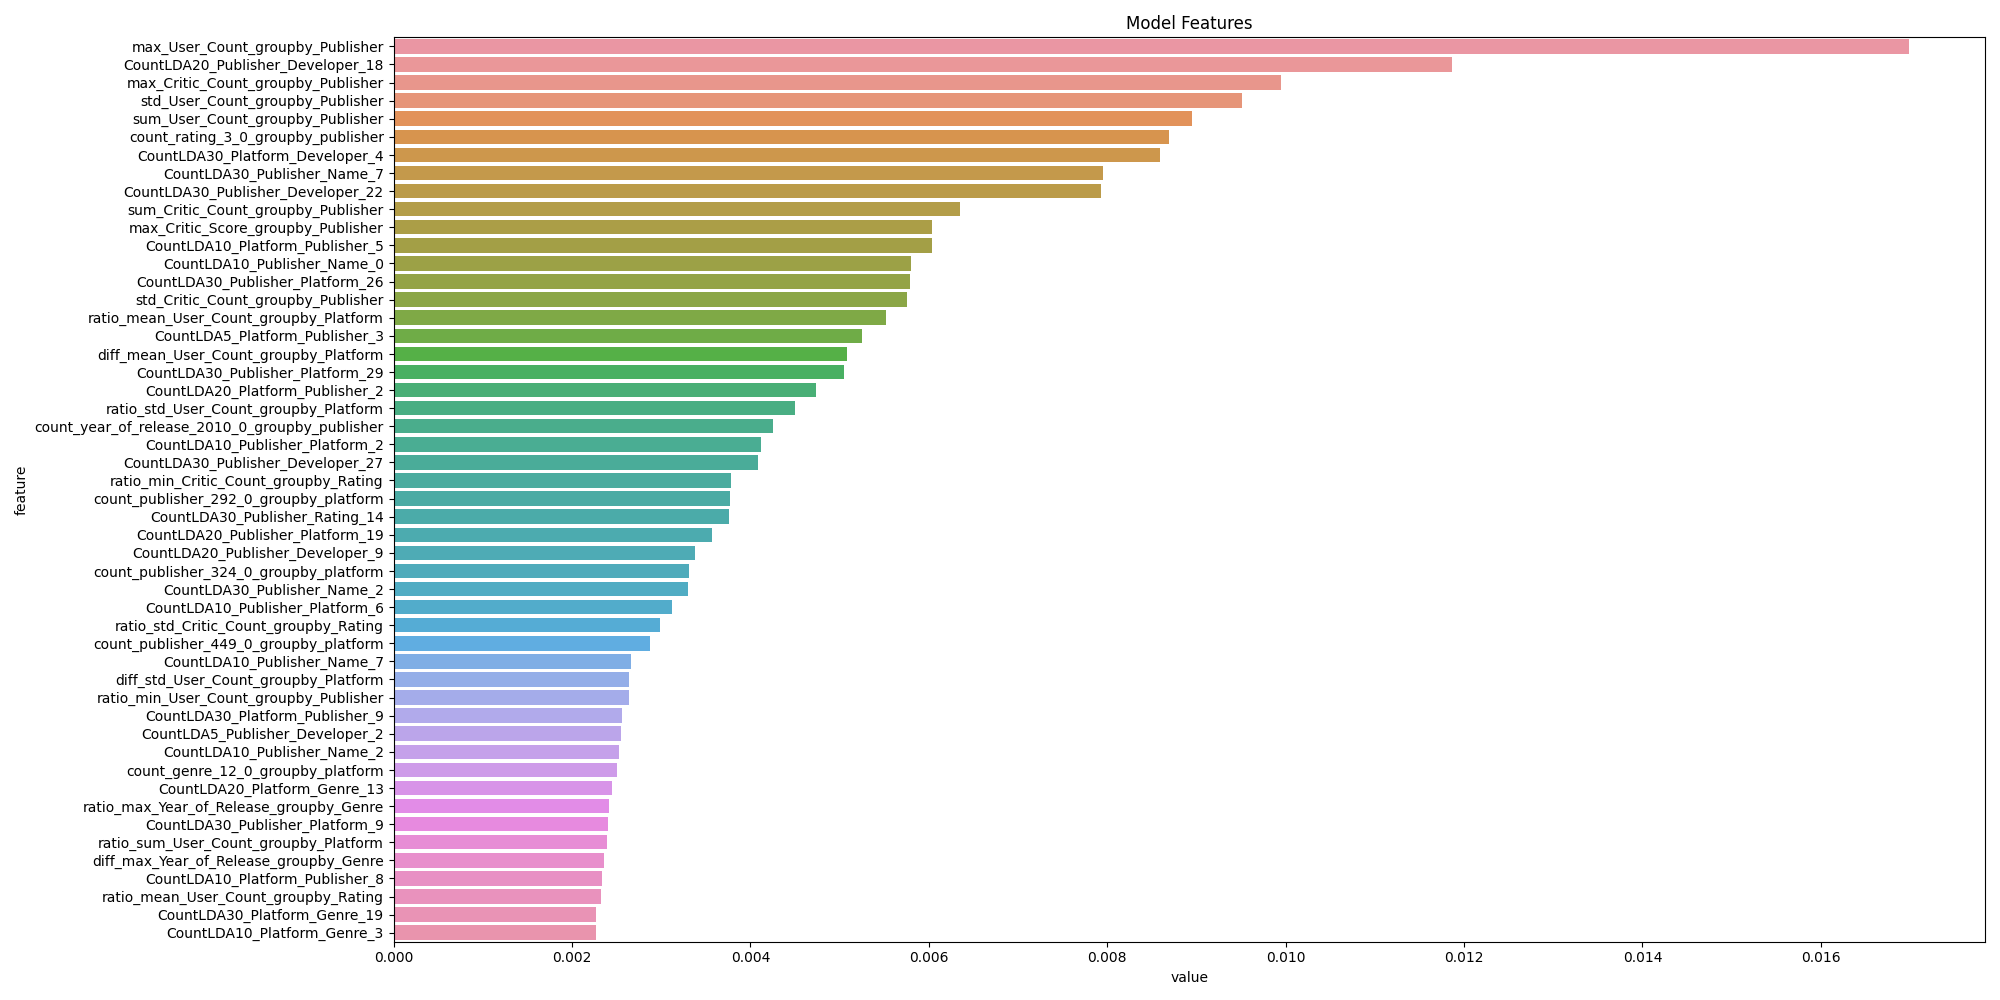 Model Features
max_User_Count_groupby_Publisher
CountLDA20_Publisher_Developer_18
max_Critic_Count_groupby_Publisher
std_User_Count_groupby_Publisher
sum_User_Count_groupby_Publisher
count_rating_3_0_groupby_publisher
CountLDA30_Platform_Developer_4
CountLDA30_Publisher_Name_7
CountLDA30_Publisher_Developer_22
sum_Critic_Count_groupby_Publisher
max_Critic_Score_groupby_Publisher
CountLDA10_Platform_Publisher_5
CountLDA10_Publisher_Name_0
CountLDA30_Publisher_Platform_26
std_Critic_Count_groupby_Publisher
ratio_mean_User_Count_groupby_Platform
CountLDA5_Platform_Publisher_3
diff_mean_User_Count_groupby_Platform
CountLDA30_Publisher_Platform_29
CountLDA20_Platform_Publisher_2
ratio_std_User_Count_groupby_Platform
count_year_of_release_2010_0_groupby_publisher
CountLDA10_Publisher_Platform_2
CountLDA30_Publisher_Developer_27
ratio_min_Critic_Count_groupby_Rating
count_publisher_292_0_groupby_platform
CountLDA30_Publisher_Rating_14
CountLDA20_Publisher_Platform_19
CountLDA20_Publisher_Developer_9
count_publisher_324_0_groupby_platform
CountLDA30_Publisher_Name_2
CountLDA10_Publisher_Platform_6
ratio_std_Critic_Count_groupby_Rating
count_publisher_449_0_groupby_platform
CountLDA10_Publisher_Name_7
diff_std_User_Count_groupby_Platform
ratio_min_User_Count_groupby_Publisher
CountLDA30_Platform_Publisher_9
CountLDA5_Publisher_Developer_2
CountLDA10_Publisher_Name_2
count_genre_12_0_groupby_platform
CountLDA20_Platform_Genre_13
ratio_max_Year_of_Release_groupby_Genre
CountLDA30_Publisher_Platform_9
ratio_sum_User_Count_groupby_Platform
diff_max_Year_of_Release_groupby_Genre
CountLDA10_Platform_Publisher_8
ratio_mean_User_Count_groupby_Rating
CountLDA30_Platform_Genre_19
CountLDA10_Platform_Genre_3
feature
0.000 0.002 0.004 0.006 0.008 0.010 0.012 0.014 0.016
value